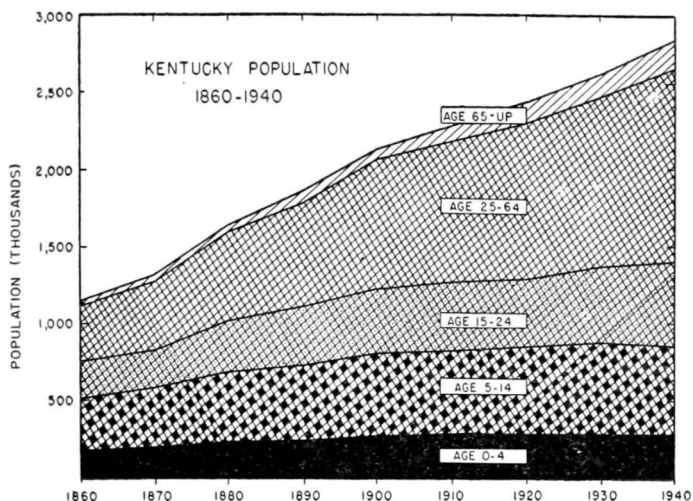 3,000
2,500
2,000
1,500
1,000
500
POPULATION (THOUSANDS)
KENTUCKY POPULATION
1860-1940
AGE 65-UP
AGE 25-64
AGE 15-24
AGE 5-14
AGE 0-4
1860 1870 1880 1890 1900 1910 1920 1930 1940